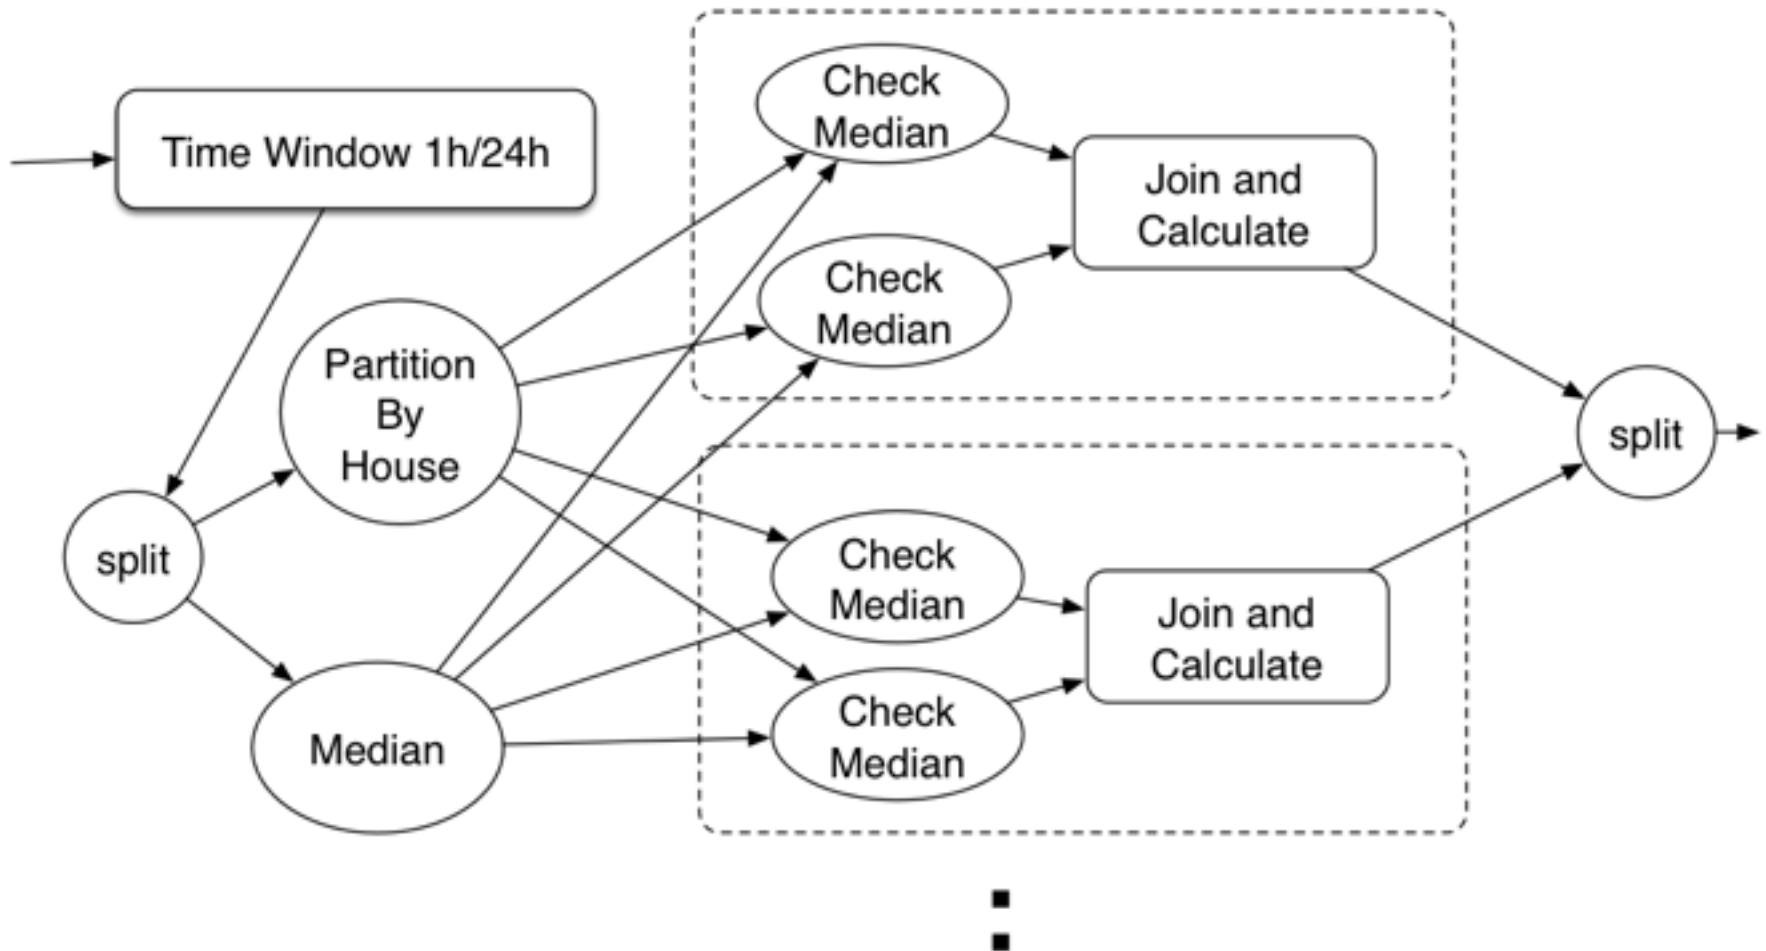 Time Window 1h/24h
split
Partition
By
House
Median
Check
Median
Check
Median
Join and
Calculate
Check
Median
Check
Median
Join and
Calculate
split